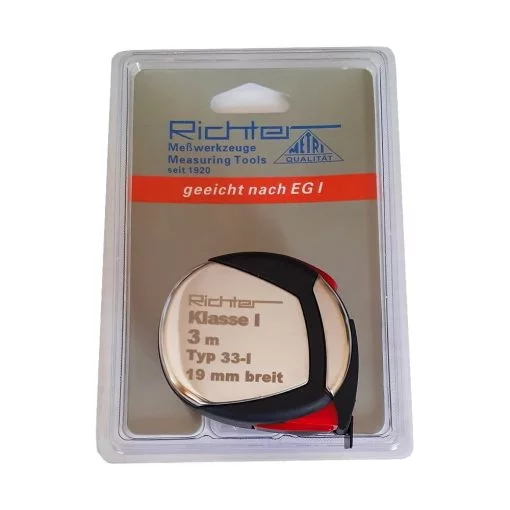 Richter
Meßwerkzeuge
Measuring Tools
seit 1920
METRI
QUALITÄT
geeicht nach EG I
Richter
Klasse I
3 m
Typ 33-I
19 mm breit